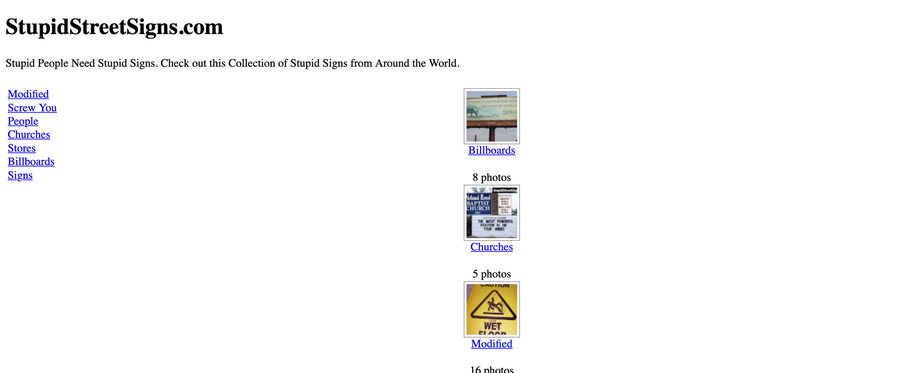 StupidStreetSigns.com
Stupid People Need Stupid Signs. Check out this Collection of Stupid Signs from Around the World.
Modified
Screw You
People
Churches
Stores
Billboards
Signs
Billboards
8 photos
BAPTIST
CHURCH
THE MOST POWERFUL
POSITION IS ON
YOUR KNEES
Churches
5 photos
CAUTION
WET
FLOOR
Modified
16 photos